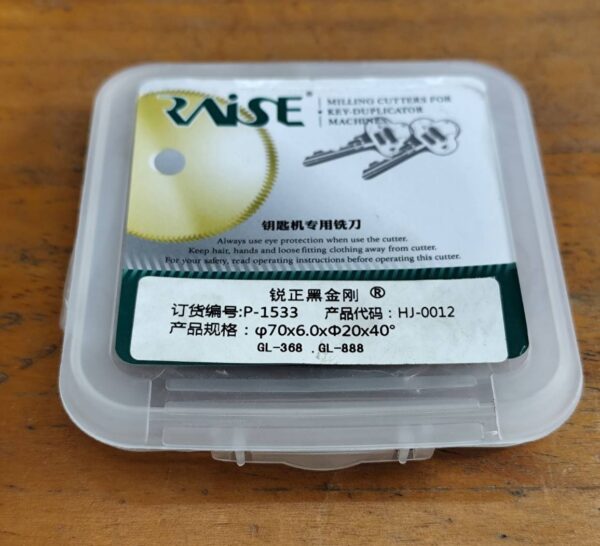 RAiSE®
MILLING CUTTERS FOR
KEY-DUPLICATOR
MACHINES
钥匙机专用铣刀
Always use eye protection when use the cutter.
Keep hair, hands and loose fitting clothing away from cutter.
For your safety, read operating instructions before operating this cutter.
锐正黑金刚 ®
订货编号:P-1533 产品代码：HJ-0012
产品规格：φ70x6.0xΦ20x40°
GL-368 . GL-888